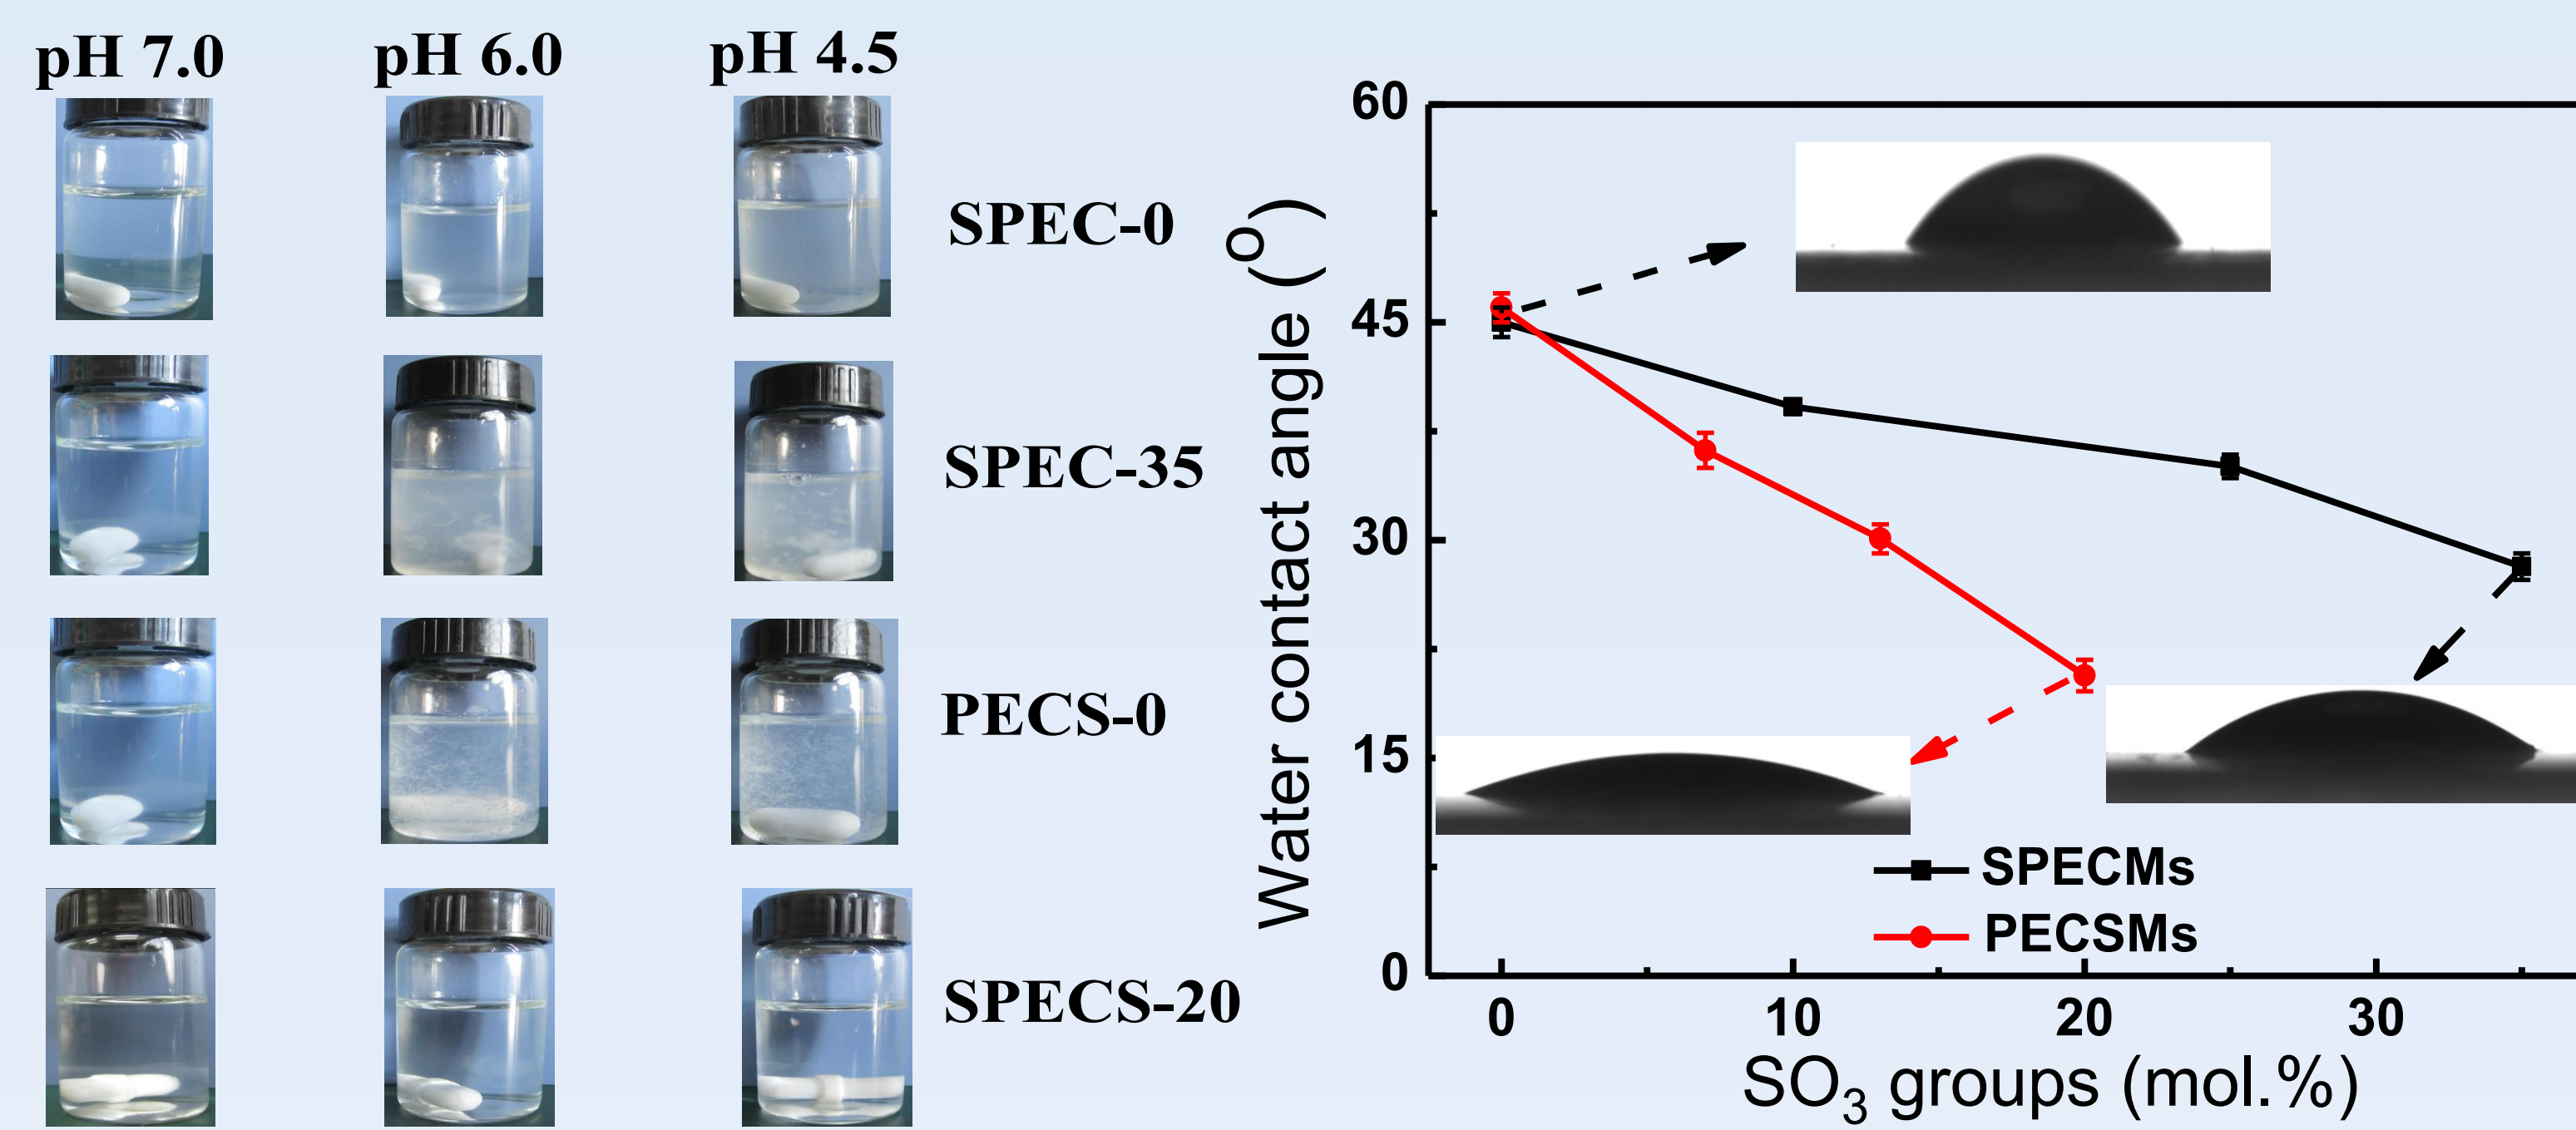 pH 7.0
pH 6.0
pH 4.5
SPEC-0
SPEC-35
PECS-0
SPECS-20
Water contact angle (°)
60
45
30
15
0
SPECMs
PECSMs
0
10
20
30
SO₃ groups (mol.%)